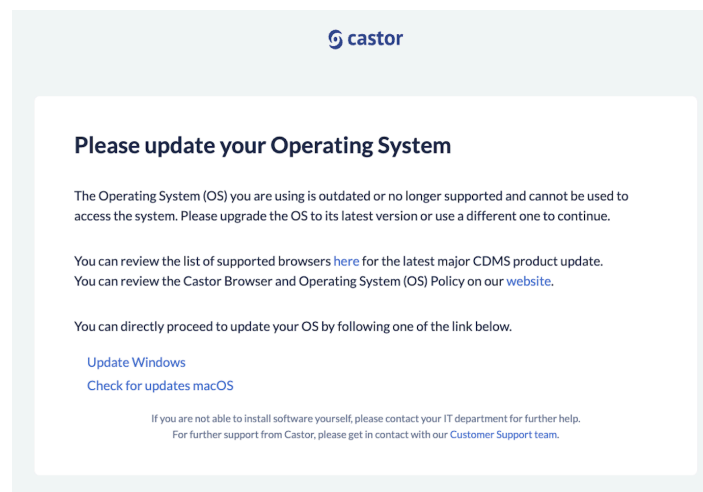 castor
Please update your Operating System
The Operating System (OS) you are using is outdated or no longer supported and cannot be used to
access the system. Please upgrade the OS to its latest version or use a different one to continue.
You can review the list of supported browsers here for the latest major CDMS product update.
You can review the Castor Browser and Operating System (OS) Policy on our website.
You can directly proceed to update your OS by following one of the link below.
Update Windows
Check for updates macOS
If you are not able to install software yourself, please contact your IT department for further help.
For further support from Castor, please get in contact with our Customer Support team.